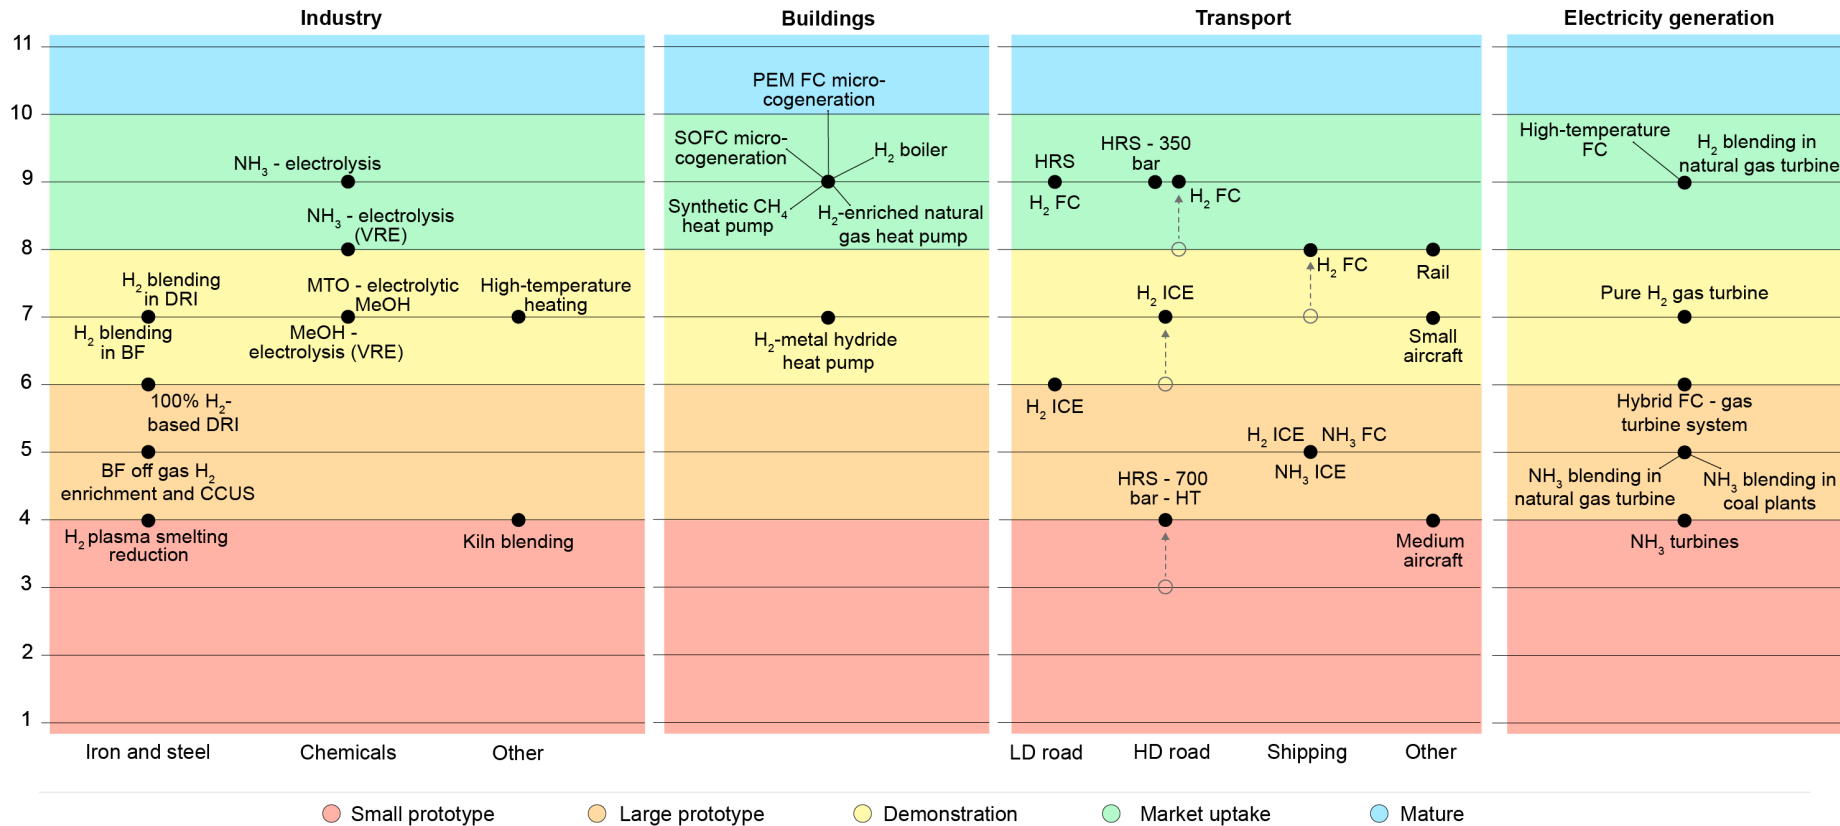 Industry
Buildings
Transport
Electricity generation
11
10
9
8
7
6
5
4
3
2
1
NH3 - electrolysis
NH3 - electrolysis
(VRE)
H2 blending
in DRI
MTO - electrolytic
MeOH
High-temperature
heating
H2 blending
in BF
MeOH -
electrolysis (VRE)
100% H2-
based DRI
BF off gas H2
enrichment and CCUS
H2 plasma smelting
reduction
Kiln blending
PEM FC micro-
cogeneration
SOFC micro-
cogeneration
H2 boiler
Synthetic CH4
heat pump
H2-enriched natural
gas heat pump
H2-metal hydride
heat pump
HRS
H2 FC
HRS - 350
bar
H2 FC
H2 FC
Rail
H2 ICE
Small
aircraft
H2 ICE
H2 ICE NH3 FC
NH3 ICE
HRS - 700
bar - HT
Medium
aircraft
High-temperature
FC
H2 blending in
natural gas turbine
Pure H2 gas turbine
Hybrid FC - gas
turbine system
NH3 blending in
natural gas turbine
NH3 blending in
coal plants
NH3 turbines
Iron and steel
Chemicals
Other
LD road
HD road
Shipping
Other
Small prototype
Large prototype
Demonstration
Market uptake
Mature